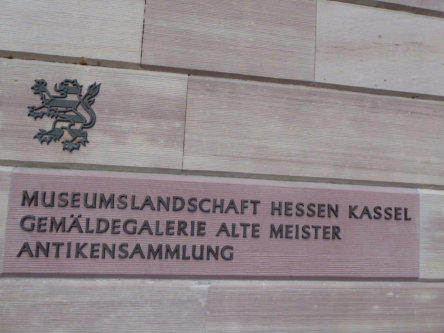 MUSEUMSLANDSCHAFT HESSEN KASSEL
GEMÄLDEGALERIE ALTE MEISTER
ANTIKENSAMMLUNG